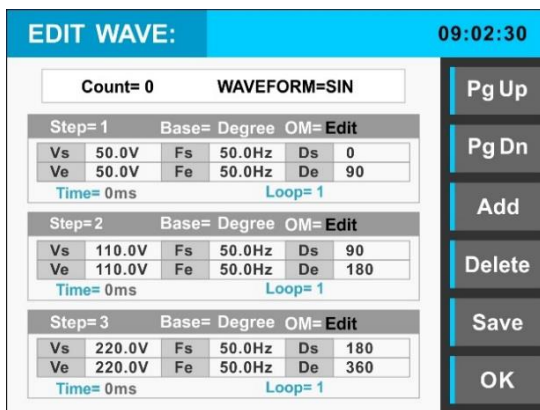 EDIT WAVE: 09:02:30
Count= 0 WAVEFORM=SIN
Step= 1 Base= Degree OM= Edit
Vs 50.0V Fs 50.0Hz Ds 0
Ve 50.0V Fe 50.0Hz De 90
Time= 0ms Loop= 1
Step= 2 Base= Degree OM= Edit
Vs 110.0V Fs 50.0Hz Ds 90
Ve 110.0V Fe 50.0Hz De 180
Time= 0ms Loop= 1
Step= 3 Base= Degree OM= Edit
Vs 220.0V Fs 50.0Hz Ds 180
Ve 220.0V Fe 50.0Hz De 360
Time= 0ms Loop= 1
Pg Up
Pg Dn
Add
Delete
Save
OK